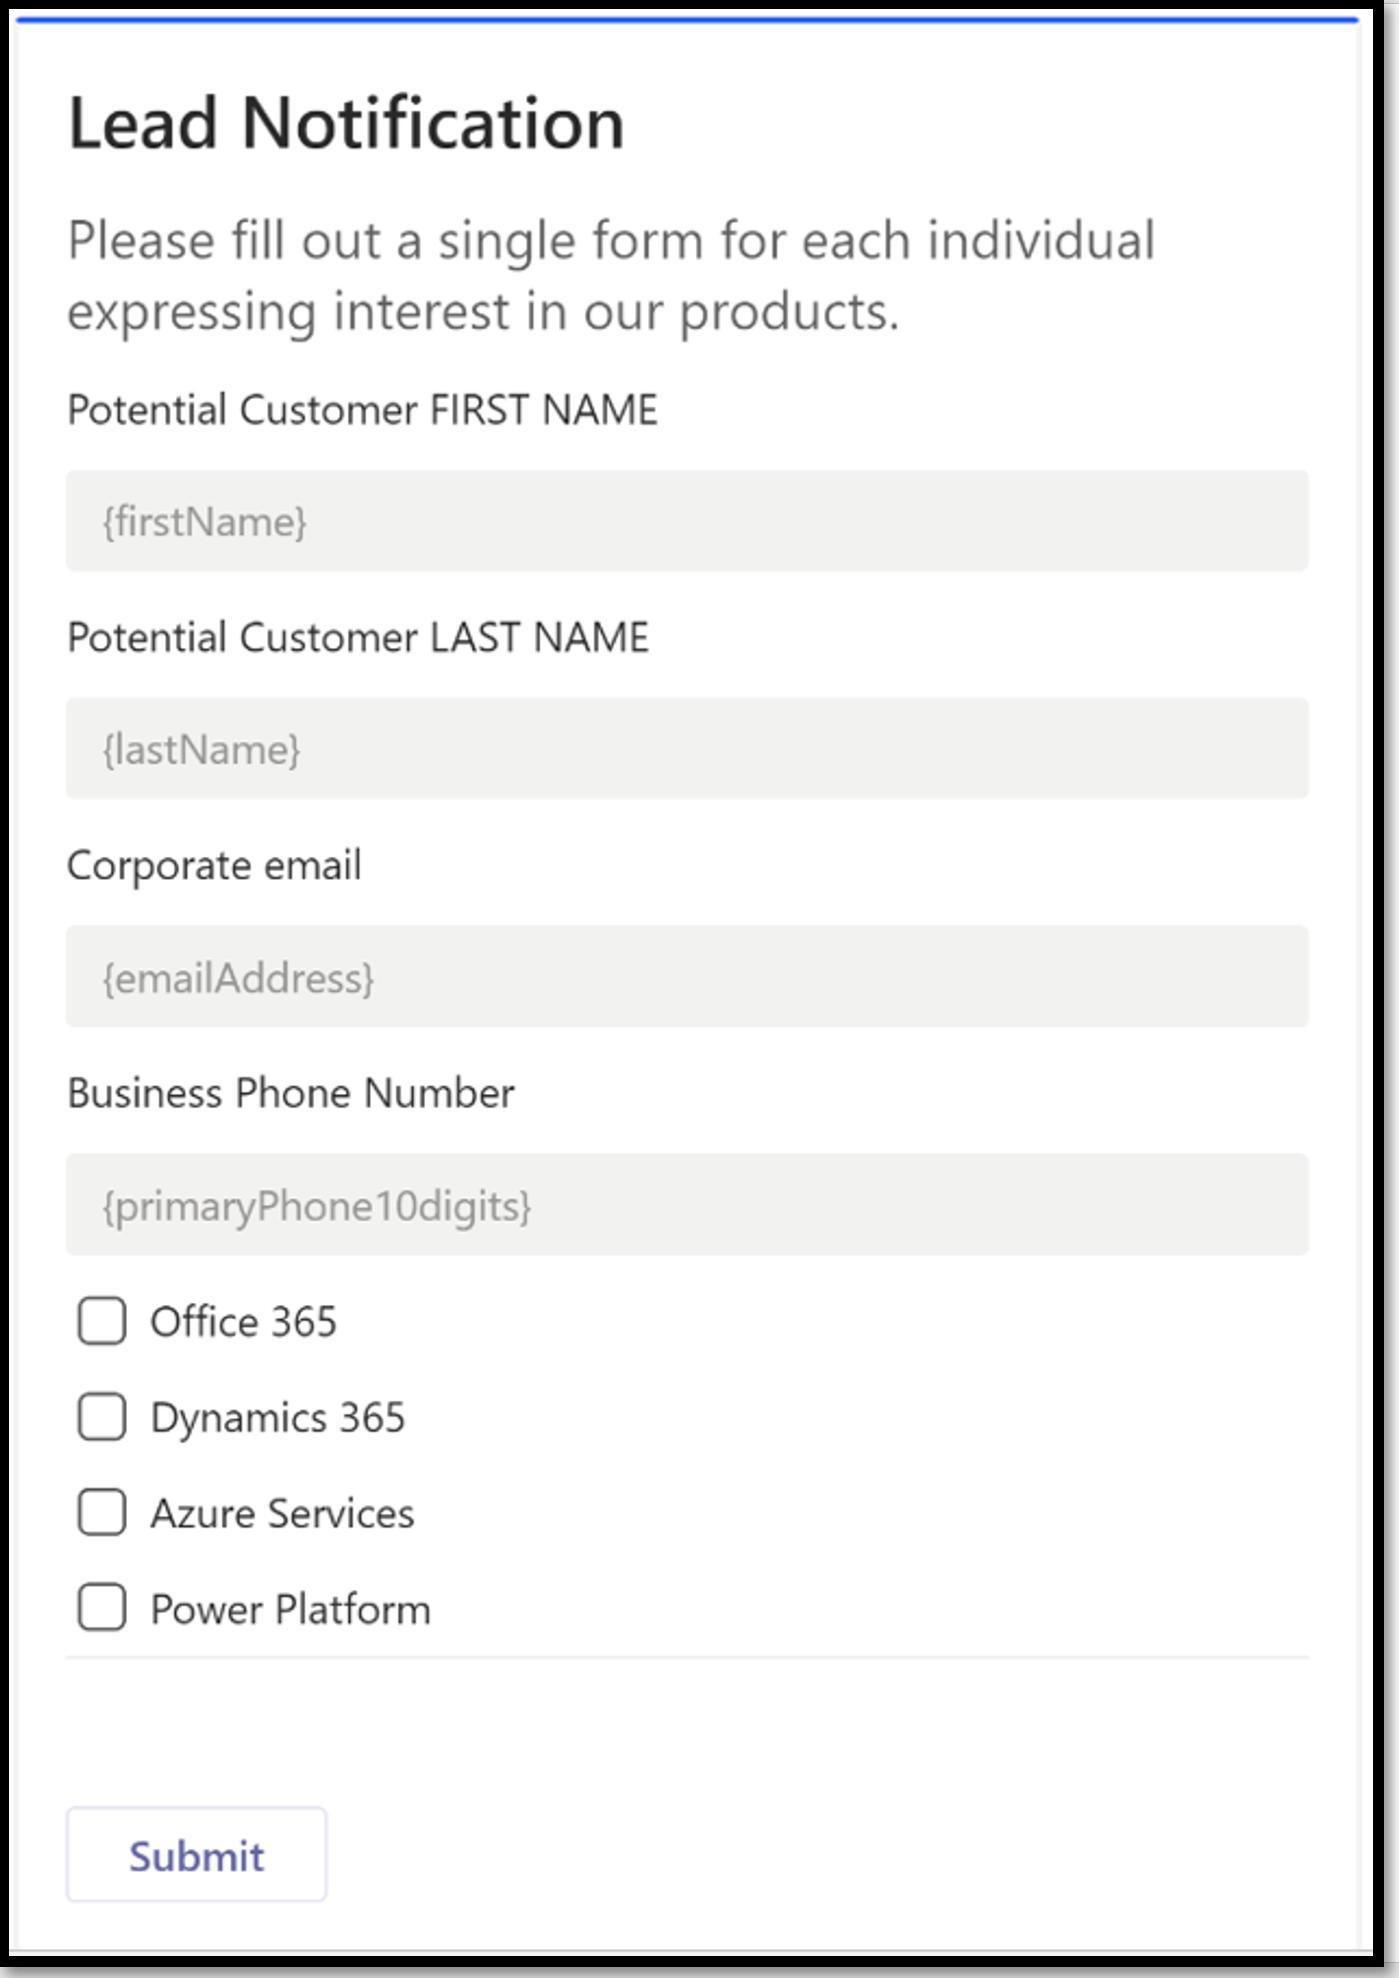 Lead Notification
Please fill out a single form for each individual
expressing interest in our products.
Potential Customer FIRST NAME
{firstName}
Potential Customer LAST NAME
{lastName}
Corporate email
{emailAddress}
Business Phone Number
{primaryPhone10digits}
Office 365
Dynamics 365
Azure Services
Power Platform
Submit